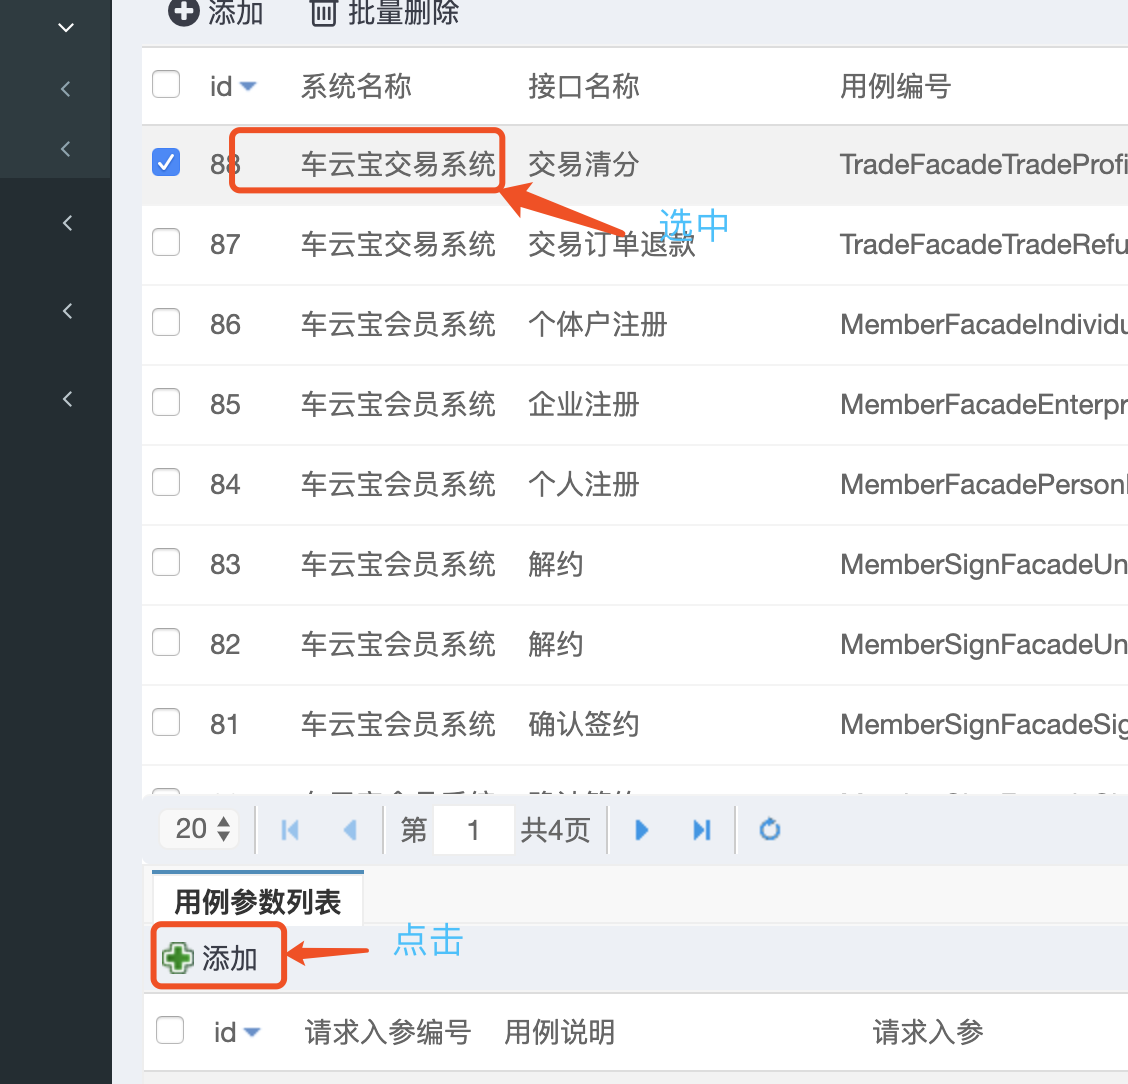 添加 批量删除
id 系统名称 接口名称 用例编号
88 车云宝交易系统 交易清分 TradeFacadeTradeProfi
选中
87 车云宝交易系统 交易订单退款 TradeFacadeTradeRefu
86 车云宝会员系统 个体户注册 MemberFacadeIndividu
85 车云宝会员系统 企业注册 MemberFacadeEnterpr
84 车云宝会员系统 个人注册 MemberFacadePerson
83 车云宝会员系统 解约 MemberSignFacadeUn
82 车云宝会员系统 解约 MemberSignFacadeUn
81 车云宝会员系统 确认签约 MemberSignFacadeSig
20 第 1 共4页
用例参数列表
添加 点击
id 请求入参编号 用例说明 请求入参